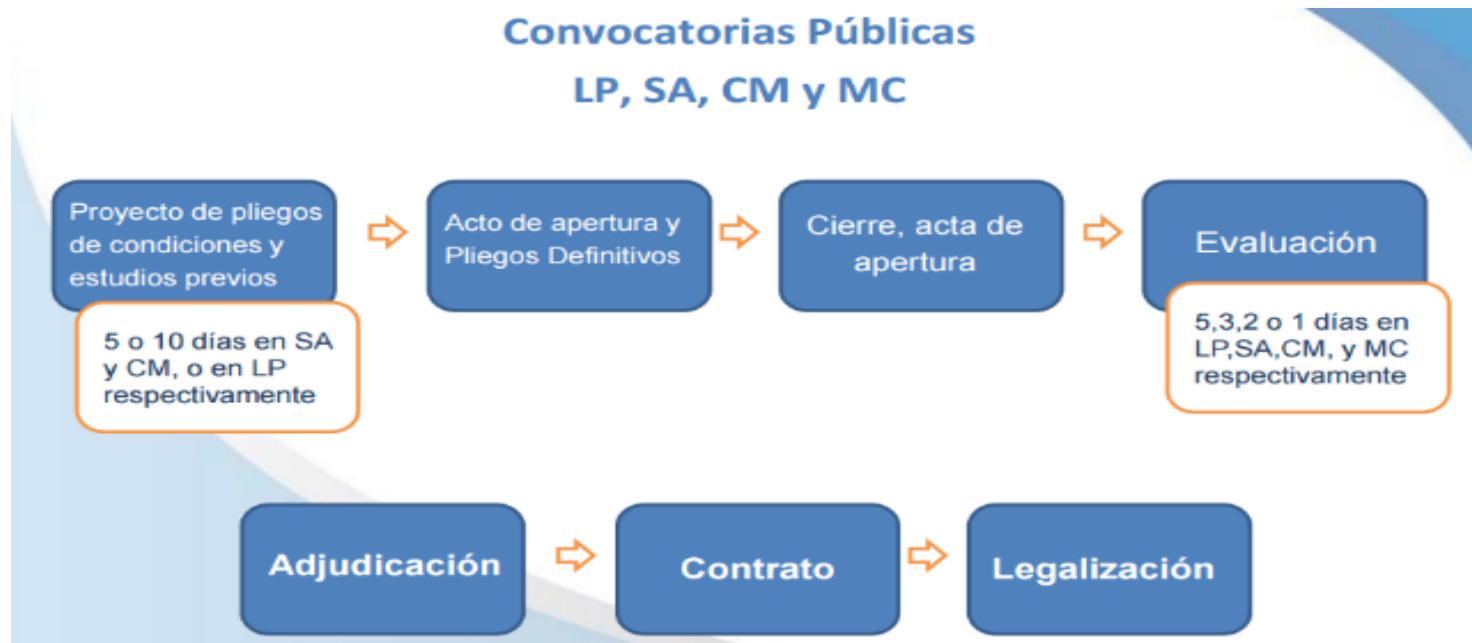 Convocatorias Públicas
LP, SA, CM y MC
Proyecto de pliegos
de condiciones y
estudios previos
5 o 10 días en SA
y CM, o en LP
respectivamente
Acto de apertura y
Pliegos Definitivos
Cierre, acta de
apertura
Evaluación
5,3,2 o 1 días en
LP,SA,CM, y MC
respectivamente
Adjudicación
Contrato
Legalización